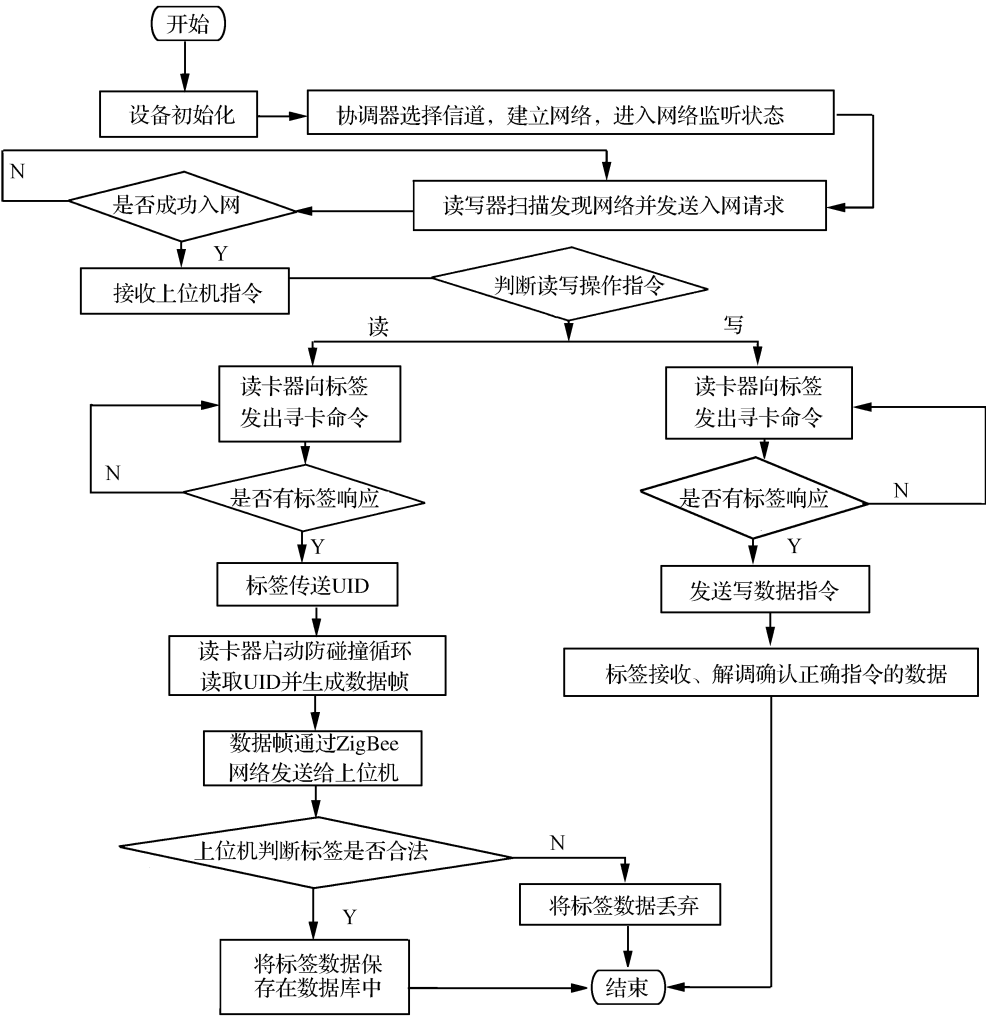 开始
设备初始化
协调器选择信道，建立网络，进入网络监听状态
N
是否成功入网
读写器扫描发现网络并发送入网请求
Y
接收上位机指令
判断读写操作指令
读
写
读卡器向标签
发出寻卡命令
读卡器向标签
发出寻卡命令
N
是否有标签响应
是否有标签响应
N
Y
Y
标签传送UID
发送写数据指令
读卡器启动防碰撞循环
读取UID并生成数据帧
标签接收、解调确认正确指令的数据
数据帧通过ZigBee
网络发送给上位机
上位机判断标签是否合法
N
将标签数据丢弃
Y
将标签数据保
存在数据库中
结束